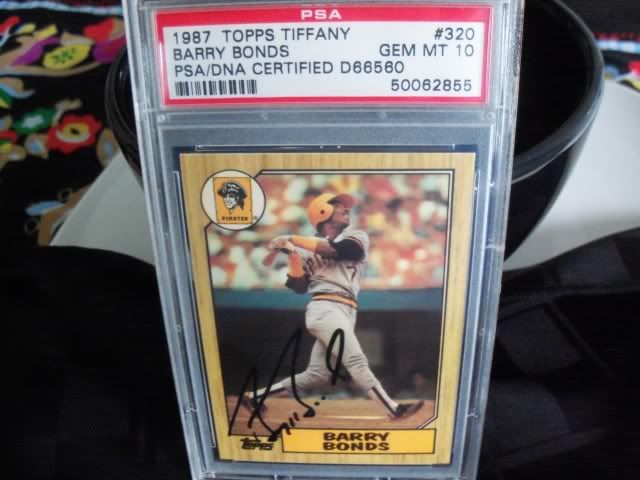 PSA
1987 TOPPS TIFFANY #320
BARRY BONDS GEM MT 10
PSA/DNA CERTIFIED D66560
50062855
PIRATES
TOPPS
BARRY
BONDS